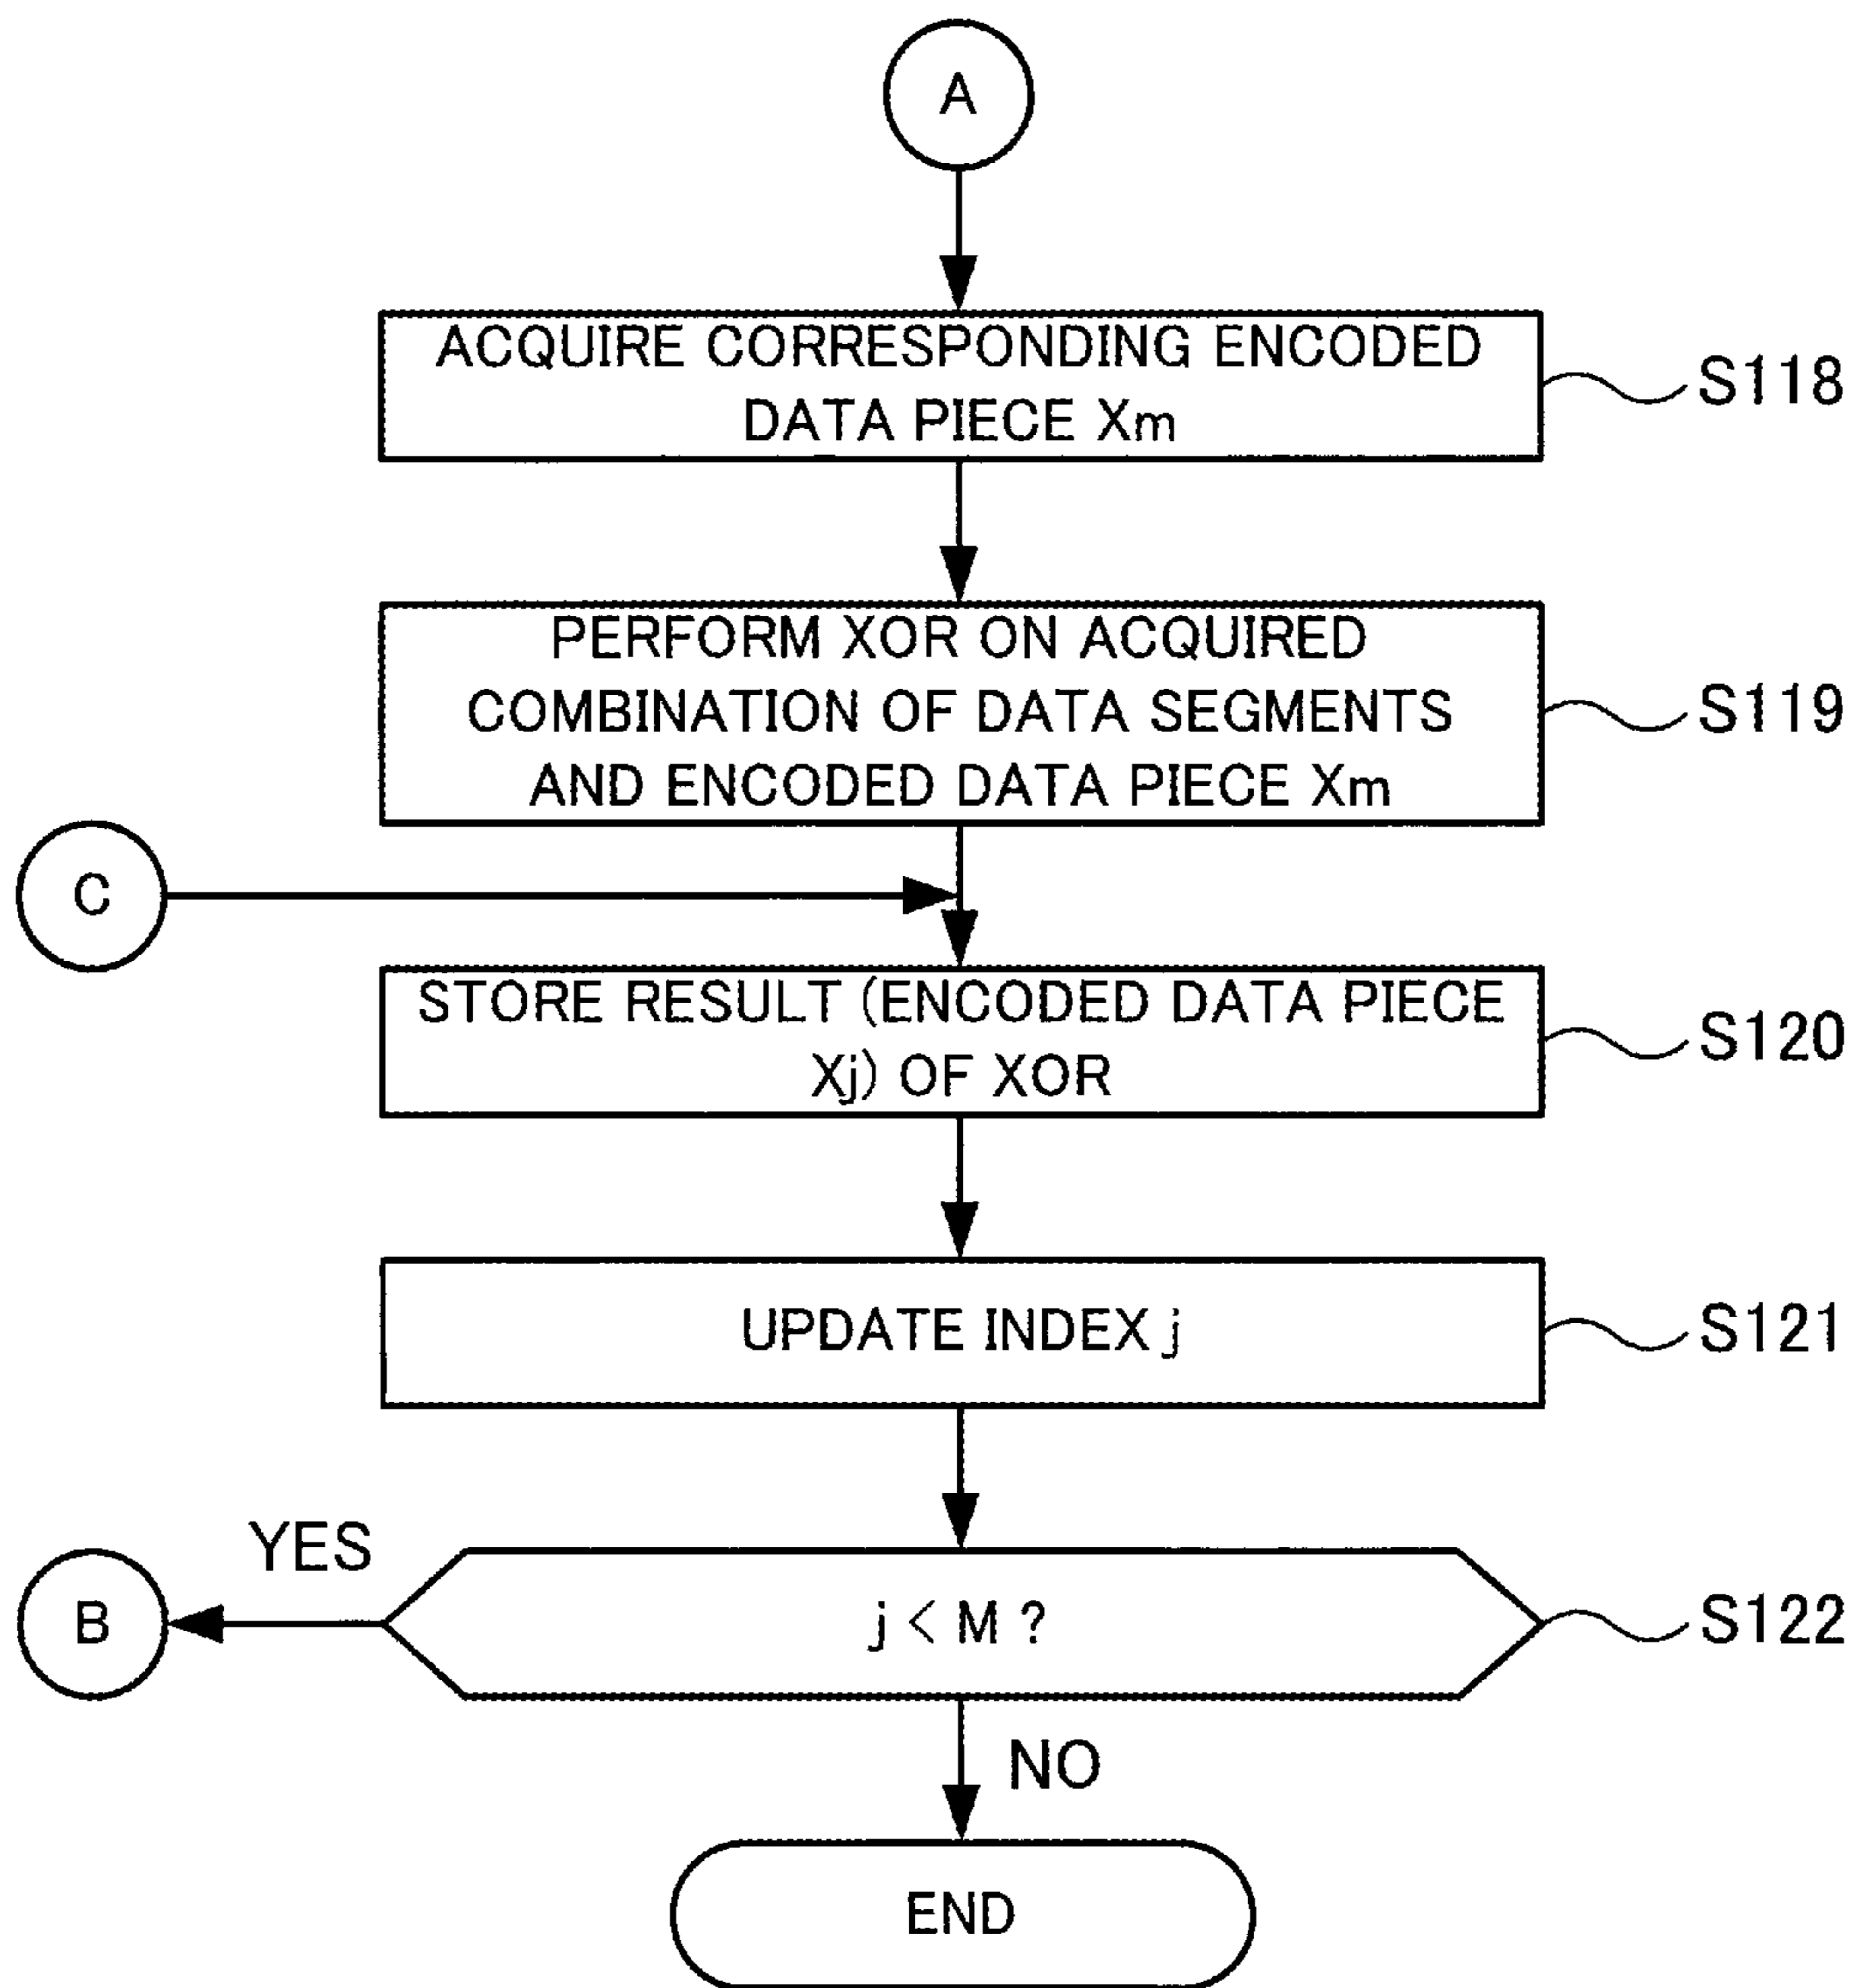 A
ACQUIRE CORRESPONDING ENCODED
DATA PIECE Xm
S118
PERFORM XOR ON ACQUIRED
COMBINATION OF DATA SEGMENTS
AND ENCODED DATA PIECE Xm
S119
C
STORE RESULT (ENCODED DATA PIECE
Xj) OF XOR
S120
UPDATE INDEX j
S121
YES
B
j < M ?
S122
NO
END